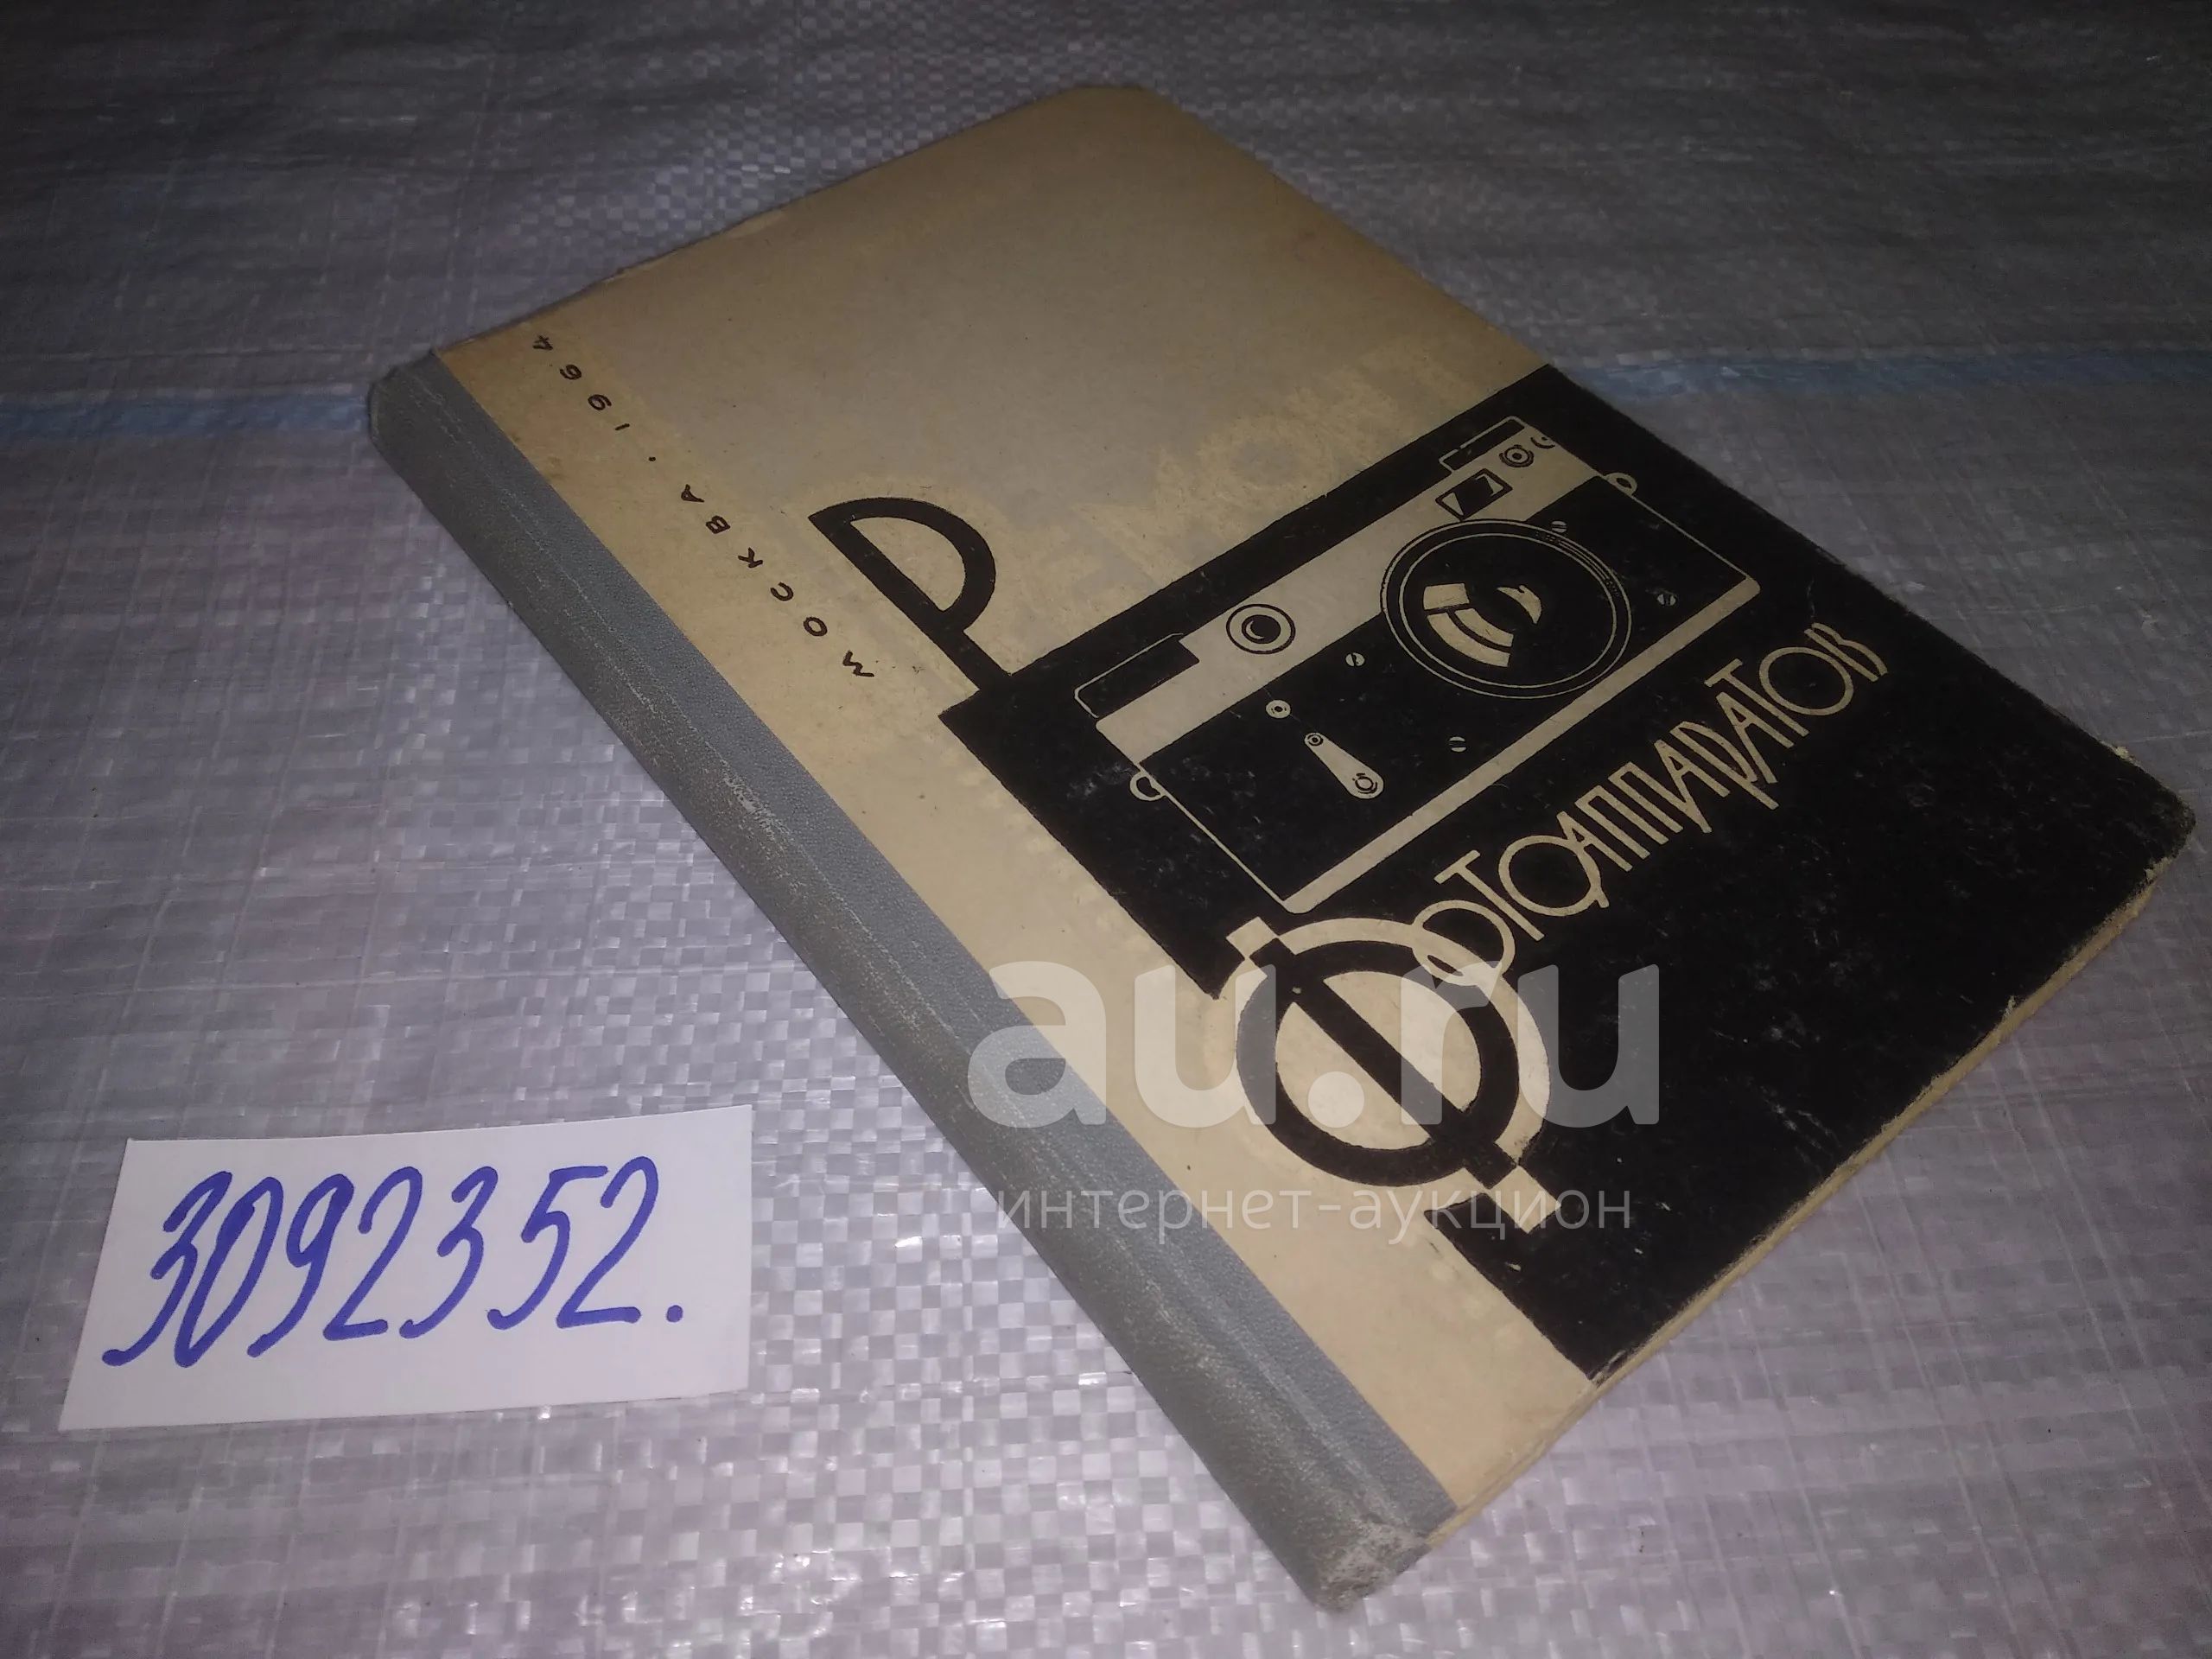 РЕМОНТ
ФОТОАППАРАТОВ
МОСКВА . 1964
3092352.
au.ru
интернет-аукцион